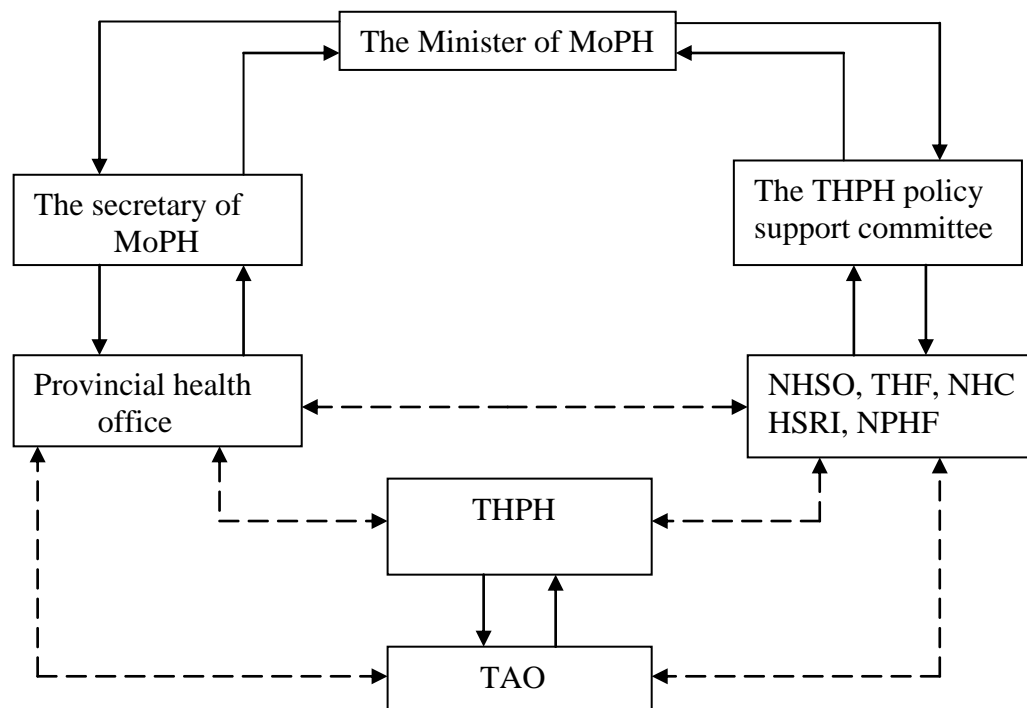 The Minister of MoPH
The secretary of
MoPH
The THPH policy
support committee
Provincial health
office
NHSO, THF, NHC
HSRI, NPHF
THPH
TAO